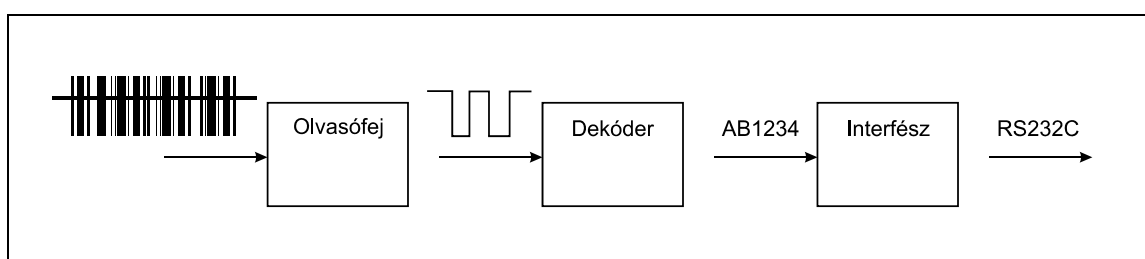 Olvasófej
Dekóder
AB1234
Interfész
RS232C